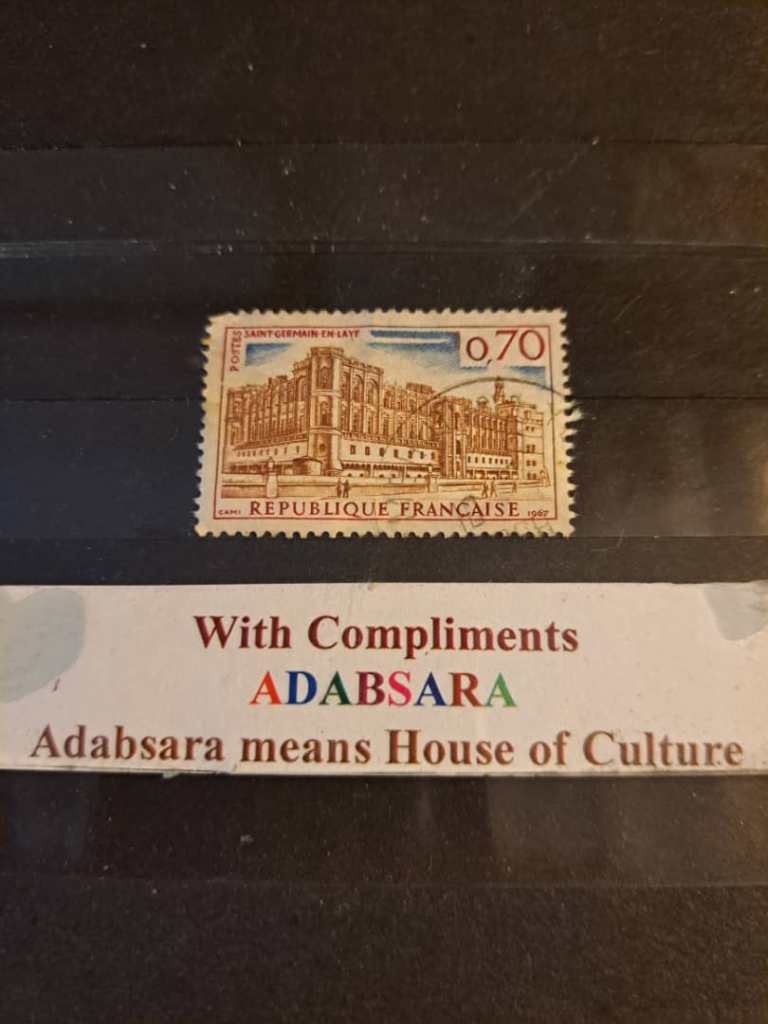 POSTES
SAINT-GERMAIN-EN-LAYE
0,70
CAMI REPUBLIQUE FRANÇAISE 1967
With Compliments
ADABSARA
Adabsara means House of Culture